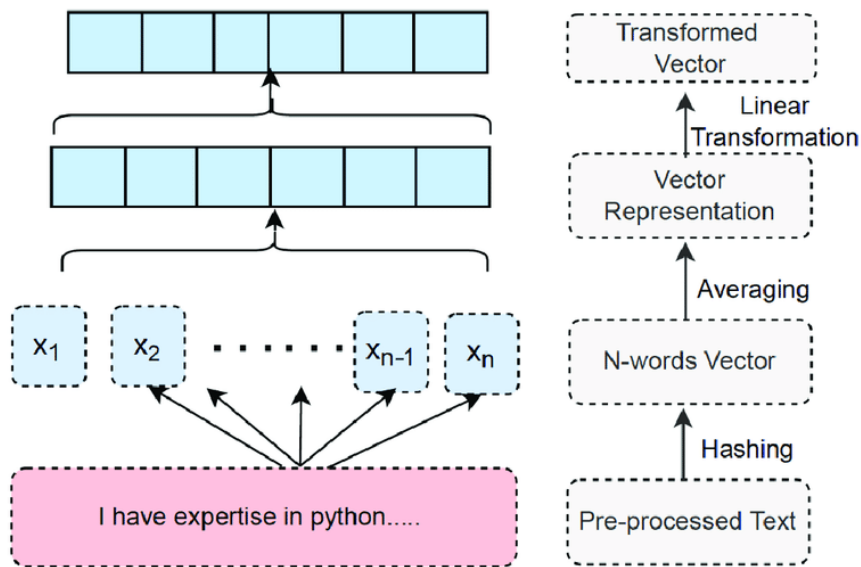 Transformed
Vector
Linear
Transformation
Vector
Representation
Averaging
x₁
x₂
xₙ₋₁
xₙ
N-words Vector
Hashing
I have expertise in python.....
Pre-processed Text